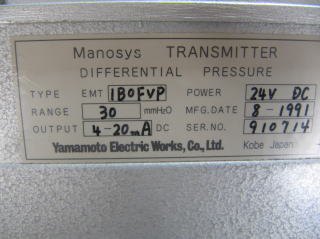 Manosys TRANSMITTER
DIFFERENTIAL PRESSURE
TYPE EMT 1B0FVP POWER 24V DC
RANGE 30 mmH2O MFG.DATE 8-1991
OUTPUT 4-20mA DC SER.NO. 910714
Yamamoto Electric Works, Co., Ltd. Kobe Japan